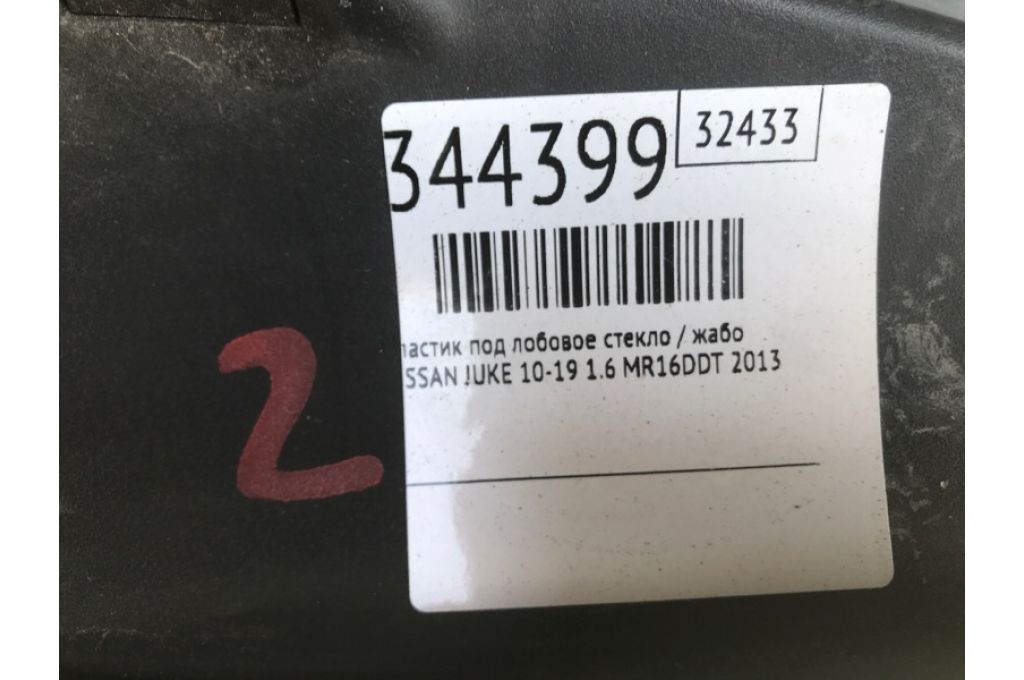 344399
32433
ластик под лобовое стекло / жабо
SSAN JUKE 10-19 1.6 MR16DDT 2013
2